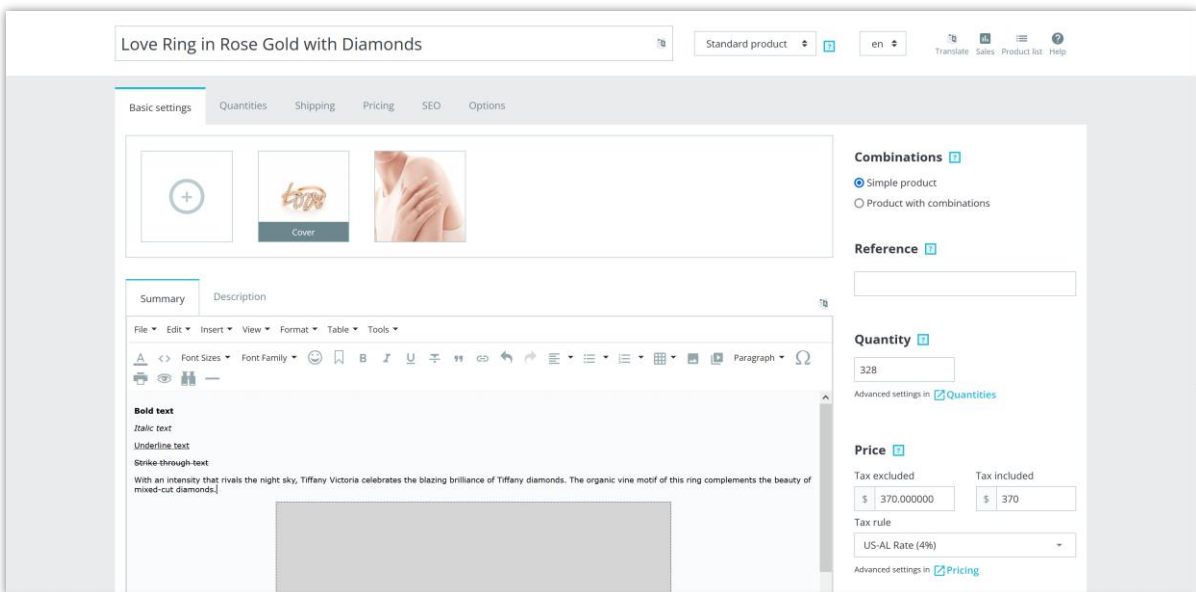 Love Ring in Rose Gold with Diamonds
Standard product
?
en
Translate Sales Product list Help
Basic settings Quantities Shipping Pricing SEO Options
Cover
Combinations ?
Simple product
Product with combinations
Reference ?
Summary Description
File Edit Insert View Format Table Tools
A <> Font Sizes Font Family B I U Paragraph Ω
Quantity ?
328
Advanced settings in Quantities
Bold text
Italic text
Underline text
Strike through text
With an intensity that rivals the night sky, Tiffany Victoria celebrates the blazing brilliance of Tiffany diamonds. The organic vine motif of this ring complements the beauty of
mixed-cut diamonds.
Price ?
Tax excluded Tax included
$ 370.000000 $ 370
Tax rule
US-AL Rate (4%)
Advanced settings in Pricing